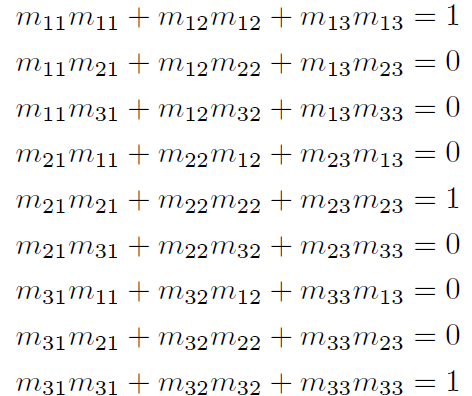 m₁₁m₁₁ + m₁₂m₁₂ + m₁₃m₁₃ = 1
m₁₁m₂₁ + m₁₂m₂₂ + m₁₃m₂₃ = 0
m₁₁m₃₁ + m₁₂m₃₂ + m₁₃m₃₃ = 0
m₂₁m₁₁ + m₂₂m₁₂ + m₂₃m₁₃ = 0
m₂₁m₂₁ + m₂₂m₂₂ + m₂₃m₂₃ = 1
m₂₁m₃₁ + m₂₂m₃₂ + m₂₃m₃₃ = 0
m₃₁m₁₁ + m₃₂m₁₂ + m₃₃m₁₃ = 0
m₃₁m₂₁ + m₃₂m₂₂ + m₃₃m₂₃ = 0
m₃₁m₃₁ + m₃₂m₃₂ + m₃₃m₃₃ = 1